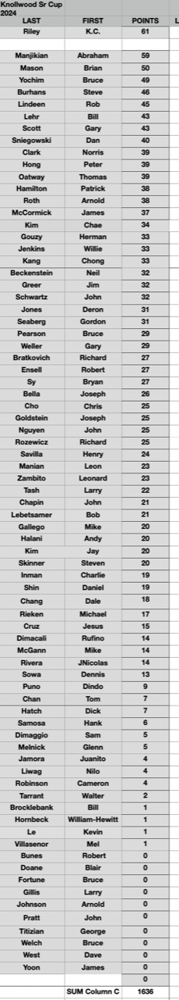 Knollwood Sr Cup
2024
LAST FIRST POINTS L
Riley K.C. 61
Manjikian Abraham 59
Mason Brian 50
Yochim Bruce 49
Burhans Steve 46
Lindeen Rob 45
Lehr Bill 43
Scott Gary 43
Sniegowski Dan 40
Clark Norris 39
Hong Peter 39
Oatway Thomas 39
Hamilton Patrick 38
Roth Arnold 38
McCormick James 37
Kim Chae 34
Gouzy Herman 33
Jenkins Willie 33
Kang Chong 33
Beckenstein Neil 32
Greer Jim 32
Schwartz John 32
Jones Deron 31
Seaberg Gordon 31
Pearson Bruce 29
Weller Gary 29
Bratkovich Richard 27
Ensell Robert 27
Sy Bryan 27
Bella Joseph 26
Cho Chris 25
Goldstein Joseph 25
Nguyen John 25
Rozewicz Richard 25
Savilla Henry 24
Manian Leon 23
Zambito Leonard 23
Tash Larry 22
Chapin John 21
Lebetsamer Bob 21
Gallego Mike 20
Halani Andy 20
Kim Jay 20
Skinner Steven 20
Inman Charlie 19
Shin Daniel 19
Chang Dale 18
Rieken Michael 17
Cruz Jesus 15
Dimacali Rufino 14
McGann Mike 14
Rivera JNicolas 14
Sowa Dennis 13
Puno Dindo 9
Chan Tom 7
Hatch Dick 7
Samosa Hank 6
Dimaggio Sam 5
Melnick Glenn 5
Jamora Juanito 4
Liwag Nilo 4
Robinson Cameron 4
Tarrant Walter 2
Brocklebank Bill 1
Hornbeck William-Hewitt 1
Le Kevin 1
Villasenor Mel 1
Bunes Robert 0
Doane Blair 0
Fortune Bruce 0
Gillis Larry 0
Johnson Arnold 0
Pratt John 0
Titizian George 0
Welch Bruce 0
West Dave 0
Yoon James 0
0
SUM Column C 1636